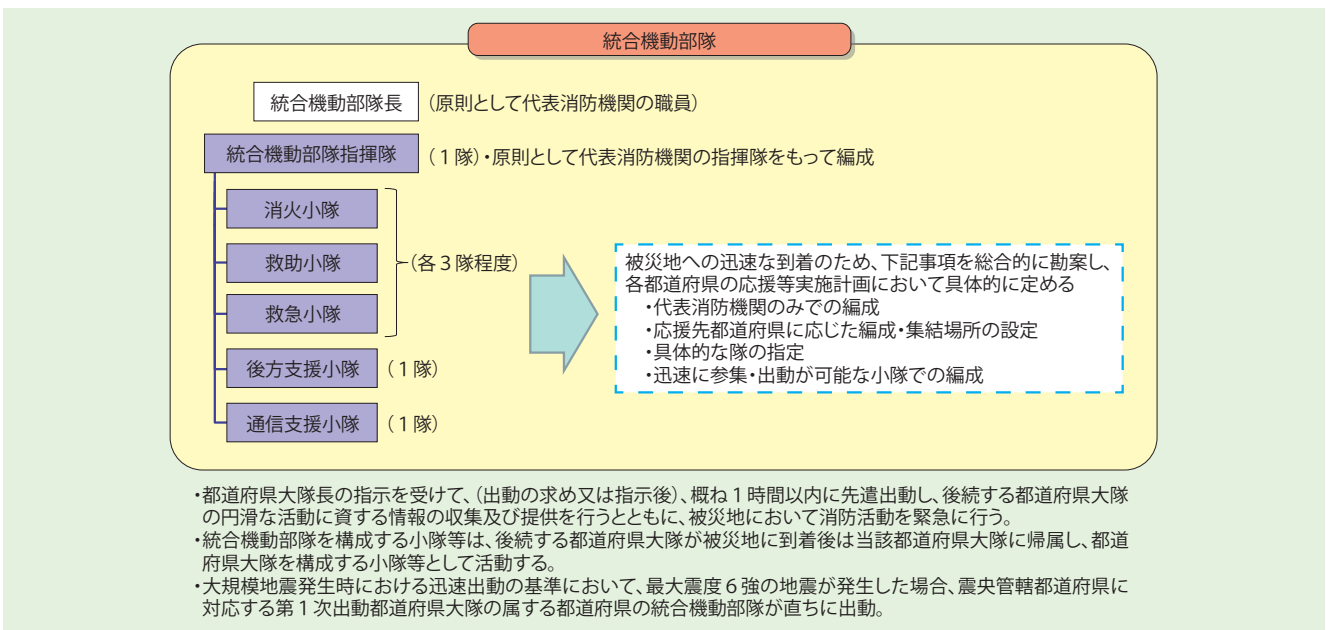 統合機動部隊
統合機動部隊長 (原則として代表消防機関の職員)
統合機動部隊指揮隊 (1隊)・原則として代表消防機関の指揮隊をもって編成
消火小隊
救助小隊 (各3隊程度)
救急小隊
後方支援小隊 (1隊)
通信支援小隊 (1隊)
被災地への迅速な到着のため、下記事項を総合的に勘案し、
各都道府県の応援等実施計画において具体的に定める
・代表消防機関のみでの編成
・応援先都道府県に応じた編成・集結場所の設定
・具体的な隊の指定
・迅速に参集・出動が可能な小隊での編成
・都道府県大隊長の指示を受けて、(出動の求め又は指示後)、概ね1時間以内に先遣出動し、後続する都道府県大隊
の円滑な活動に資する情報の収集及び提供を行うとともに、被災地において消防活動を緊急に行う。
・統合機動部隊を構成する小隊等は、後続する都道府県大隊が被災地に到着後は当該都道府県大隊に帰属し、都道
府県大隊を構成する小隊等として活動する。
・大規模地震発生時における迅速出動の基準において、最大震度6強の地震が発生した場合、震央管轄都道府県に
対応する第1次出動都道府県大隊の属する都道府県の統合機動部隊が直ちに出動。